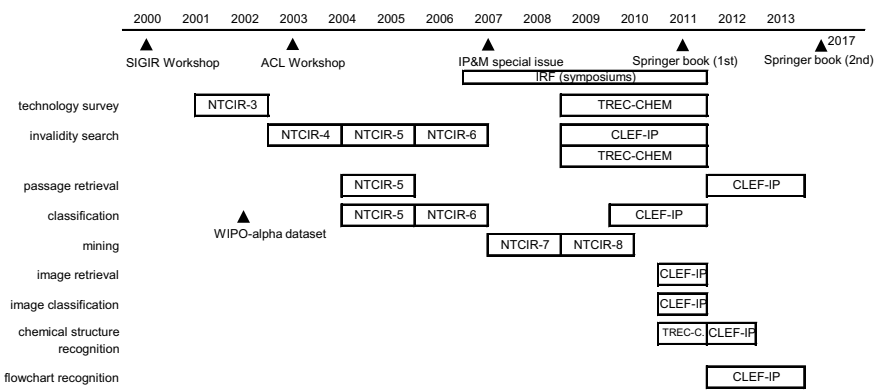 2000 2001 2002 2003 2004 2005 2006 2007 2008 2009 2010 2011 2012 2013
2017
SIGIR Workshop ACL Workshop IP&M special issue Springer book (1st) Springer book (2nd)
IRF (symposiums)
technology survey NTCIR-3 TREC-CHEM
invalidity search NTCIR-4 NTCIR-5 NTCIR-6 CLEF-IP
TREC-CHEM
passage retrieval NTCIR-5 CLEF-IP
classification NTCIR-5 NTCIR-6 CLEF-IP
WIPO-alpha dataset
mining NTCIR-7 NTCIR-8
image retrieval CLEF-IP
image classification CLEF-IP
chemical structure TREC-C. CLEF-IP
recognition
flowchart recognition CLEF-IP